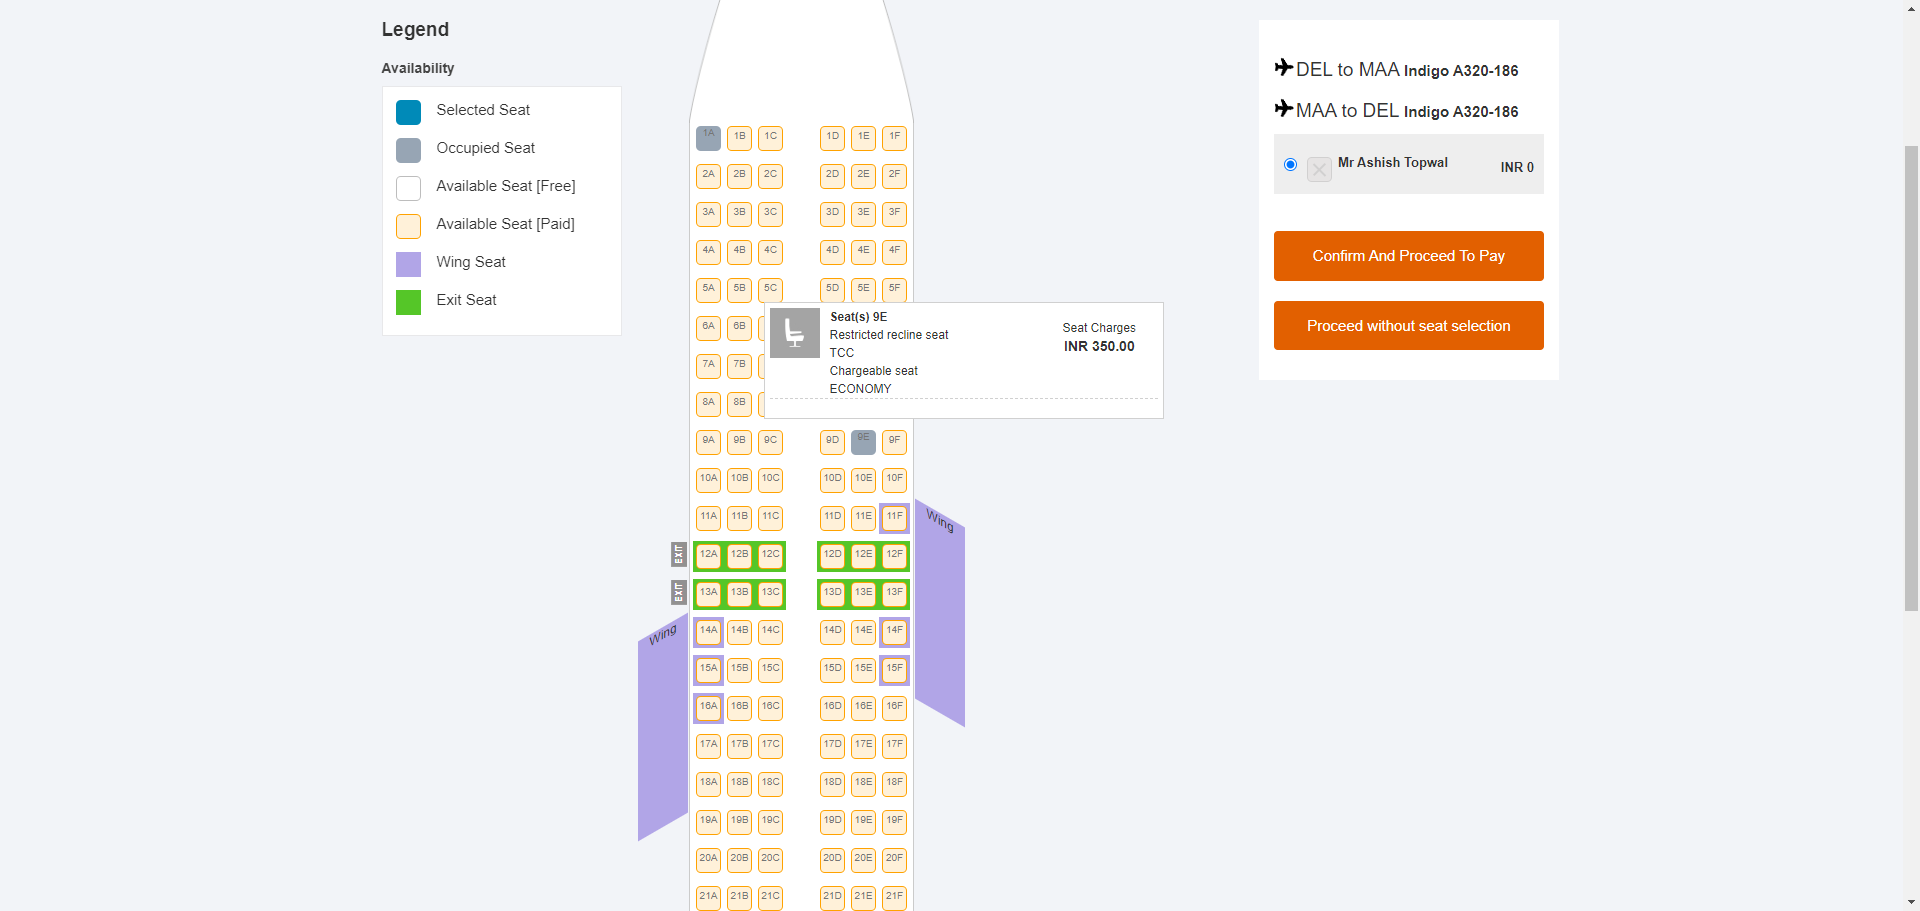 Legend
Availability
Selected Seat
Occupied Seat
Available Seat [Free]
Available Seat [Paid]
Wing Seat
Exit Seat
1A 1B 1C 1D 1E 1F
2A 2B 2C 2D 2E 2F
3A 3B 3C 3D 3E 3F
4A 4B 4C 4D 4E 4F
5A 5B 5C 5D 5E 5F
6A 6B
7A 7B
8A 8B
Seat(s) 9E
Restricted recline seat
TCC
Chargeable seat
ECONOMY
Seat Charges
INR 350.00
9A 9B 9C 9D 9E 9F
10A 10B 10C 10D 10E 10F
11A 11B 11C 11D 11E 11F
Wing
EXIT 12A 12B 12C 12D 12E 12F
EXIT 13A 13B 13C 13D 13E 13F
Wing
14A 14B 14C 14D 14E 14F
15A 15B 15C 15D 15E 15F
16A 16B 16C 16D 16E 16F
17A 17B 17C 17D 17E 17F
18A 18B 18C 18D 18E 18F
19A 19B 19C 19D 19E 19F
20A 20B 20C 20D 20E 20F
21A 21B 21C 21D 21E 21F
DEL to MAA Indigo A320-186
MAA to DEL Indigo A320-186
Mr Ashish Topwal INR 0
Confirm And Proceed To Pay
Proceed without seat selection